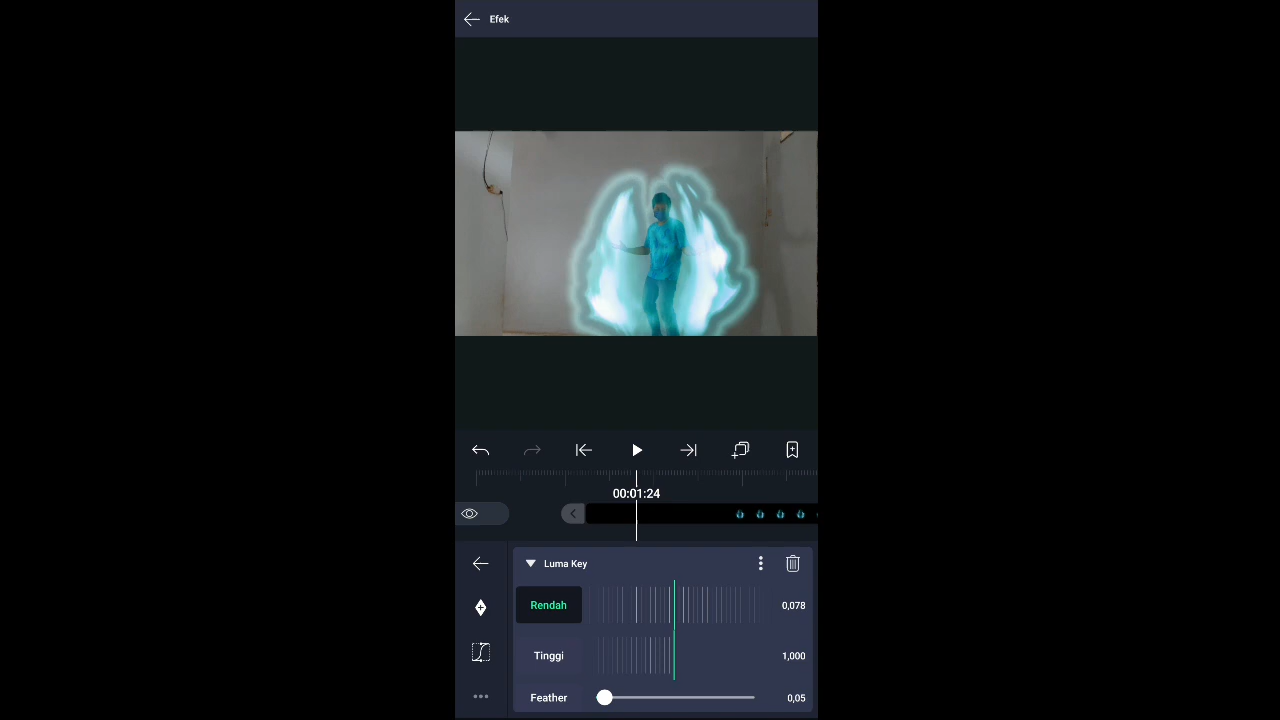 Efek
00:01:24
Luma Key
Rendah
0,078
Tinggi
1,000
Feather
0,05